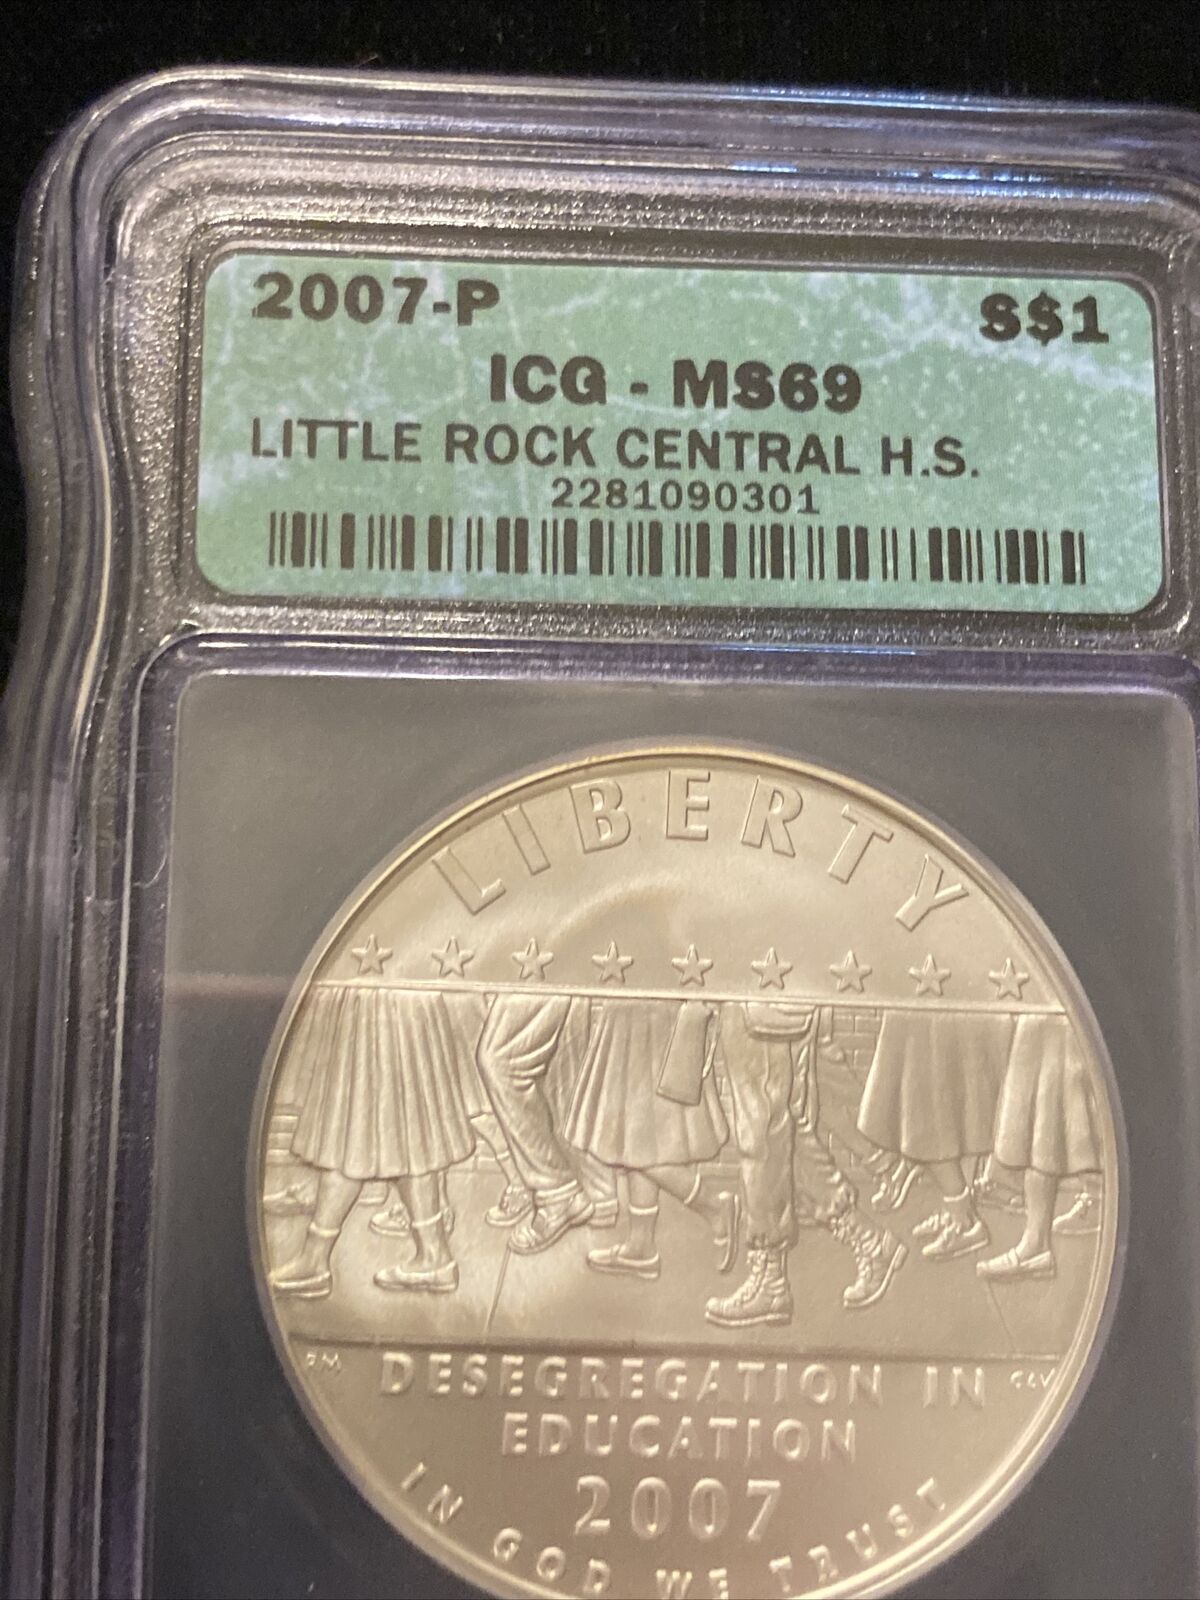 2007-P S$1
ICG - MS69
LITTLE ROCK CENTRAL H.S.
2281090301
LIBERTY
DESEGREGATION IN
EDUCATION
2007
IN GOD WE TRUST